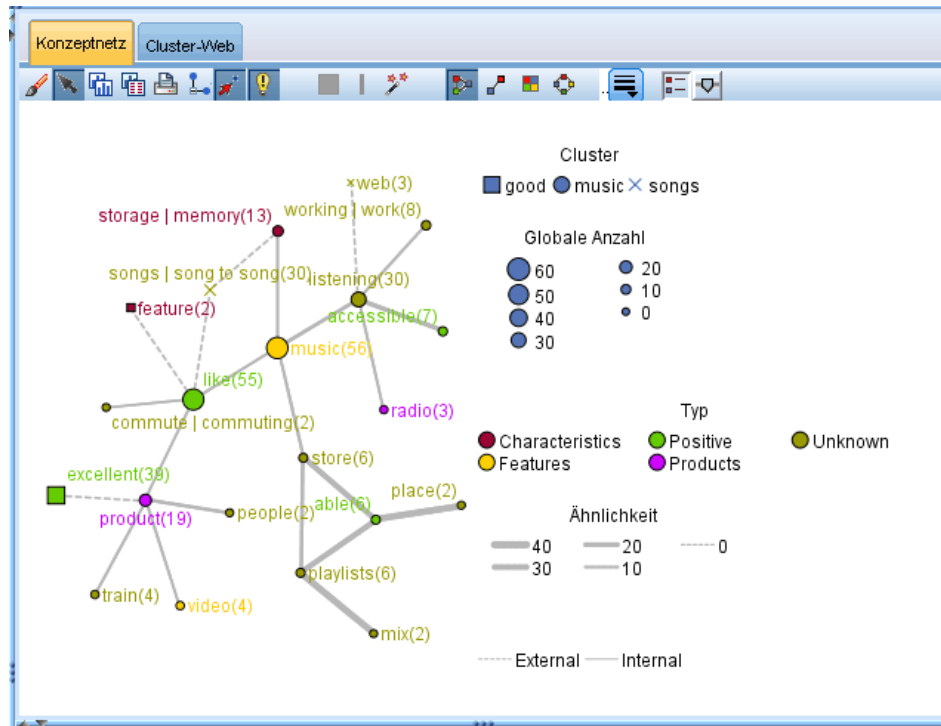 Konzeptnetz
Cluster-Web
Cluster
good music songs
web(3)
storage | memory(13)
working | work(8)
Globale Anzahl
60 20
50 10
40 0
30
songs | song to song(30)
listening(30)
feature(2)
accessible(7)
music(56)
like(55)
radio(3)
commute | commuting(2)
Typ
Characteristics Positive Unknown
Features Products
store(6)
excellent(39)
able(6)
place(2)
product(19)
people(2)
Ähnlichkeit
40 20 0
30 10
playlists(6)
train(4)
video(4)
mix(2)
External Internal